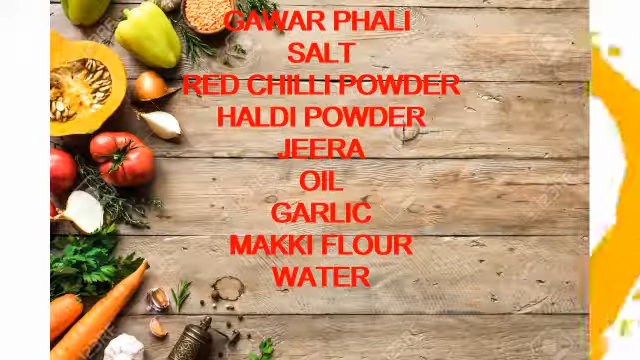 GAWAR PHALI
SALT
RED CHILLI POWDER
HALDI POWDER
JEERA
OIL
GARLIC
MAKKI FLOUR
WATER